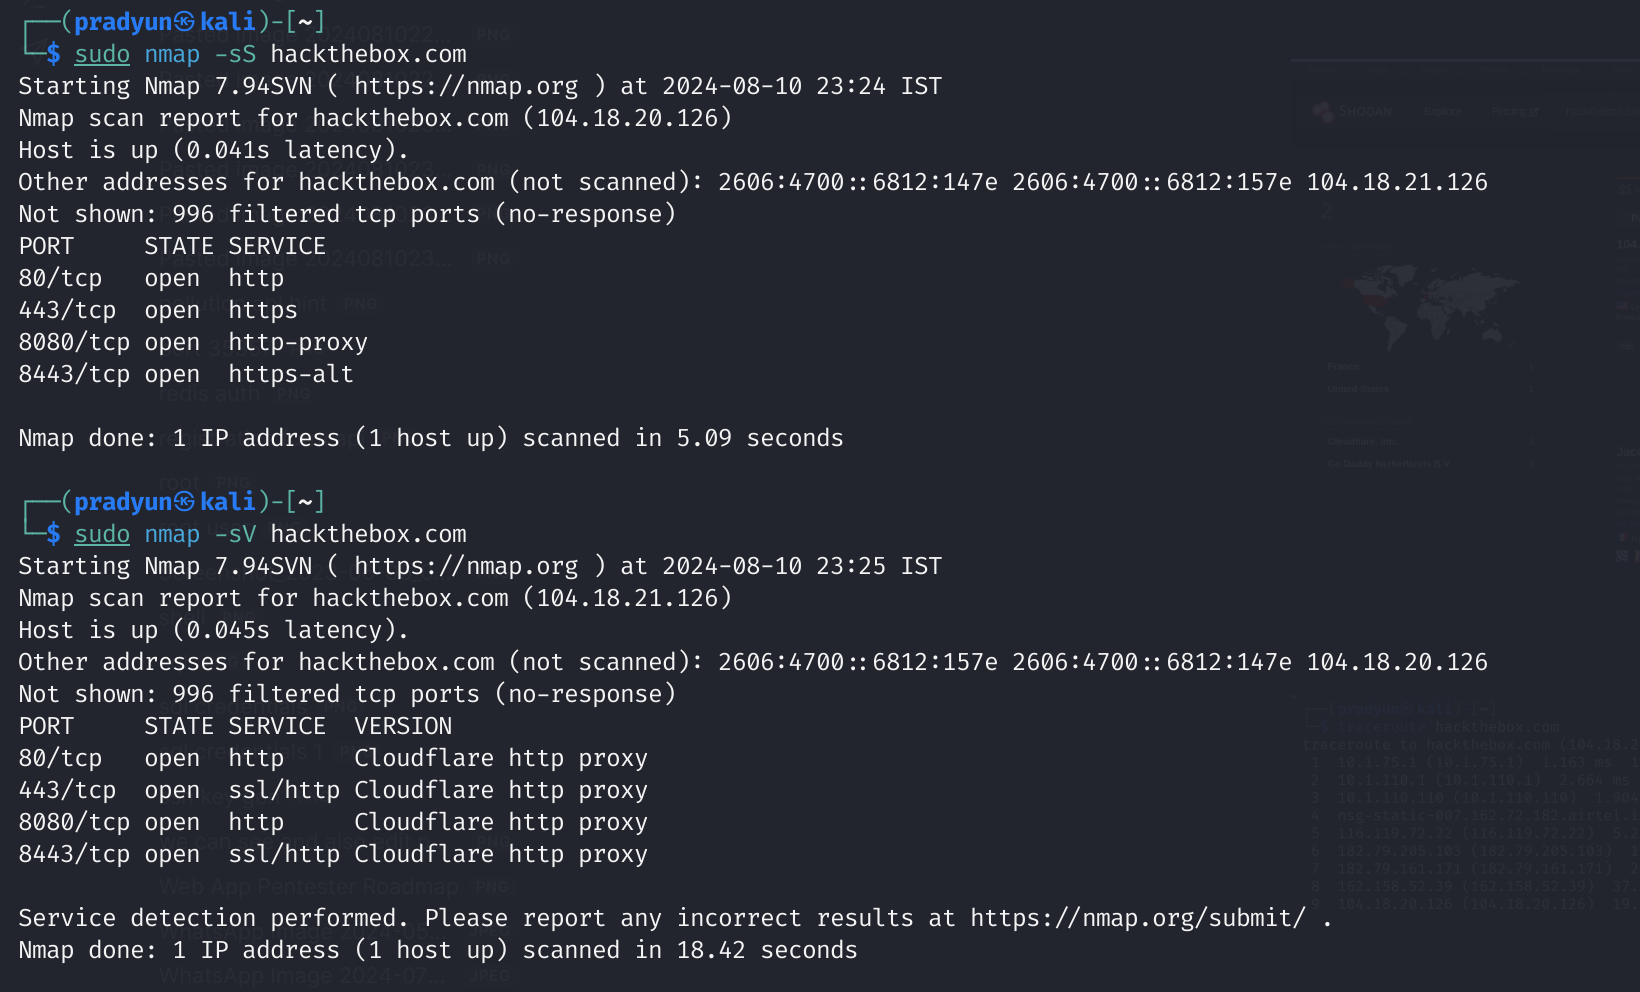 ┌──(pradyun㉿kali)-[~]
└─$ sudo nmap -sS hackthebox.com
Starting Nmap 7.94SVN ( https://nmap.org ) at 2024-08-10 23:24 IST
Nmap scan report for hackthebox.com (104.18.20.126)
Host is up (0.041s latency).
Other addresses for hackthebox.com (not scanned): 2606:4700::6812:147e 2606:4700::6812:157e 104.18.21.126
Not shown: 996 filtered tcp ports (no-response)
PORT     STATE SERVICE
80/tcp   open  http
443/tcp  open  https
8080/tcp open  http-proxy
8443/tcp open  https-alt

Nmap done: 1 IP address (1 host up) scanned in 5.09 seconds

┌──(pradyun㉿kali)-[~]
└─$ sudo nmap -sV hackthebox.com
Starting Nmap 7.94SVN ( https://nmap.org ) at 2024-08-10 23:25 IST
Nmap scan report for hackthebox.com (104.18.21.126)
Host is up (0.045s latency).
Other addresses for hackthebox.com (not scanned): 2606:4700::6812:157e 2606:4700::6812:147e 104.18.20.126
Not shown: 996 filtered tcp ports (no-response)
PORT     STATE SERVICE  VERSION
80/tcp   open  http     Cloudflare http proxy
443/tcp  open  ssl/http Cloudflare http proxy
8080/tcp open  http     Cloudflare http proxy
8443/tcp open  ssl/http Cloudflare http proxy

Service detection performed. Please report any incorrect results at https://nmap.org/submit/ .
Nmap done: 1 IP address (1 host up) scanned in 18.42 seconds